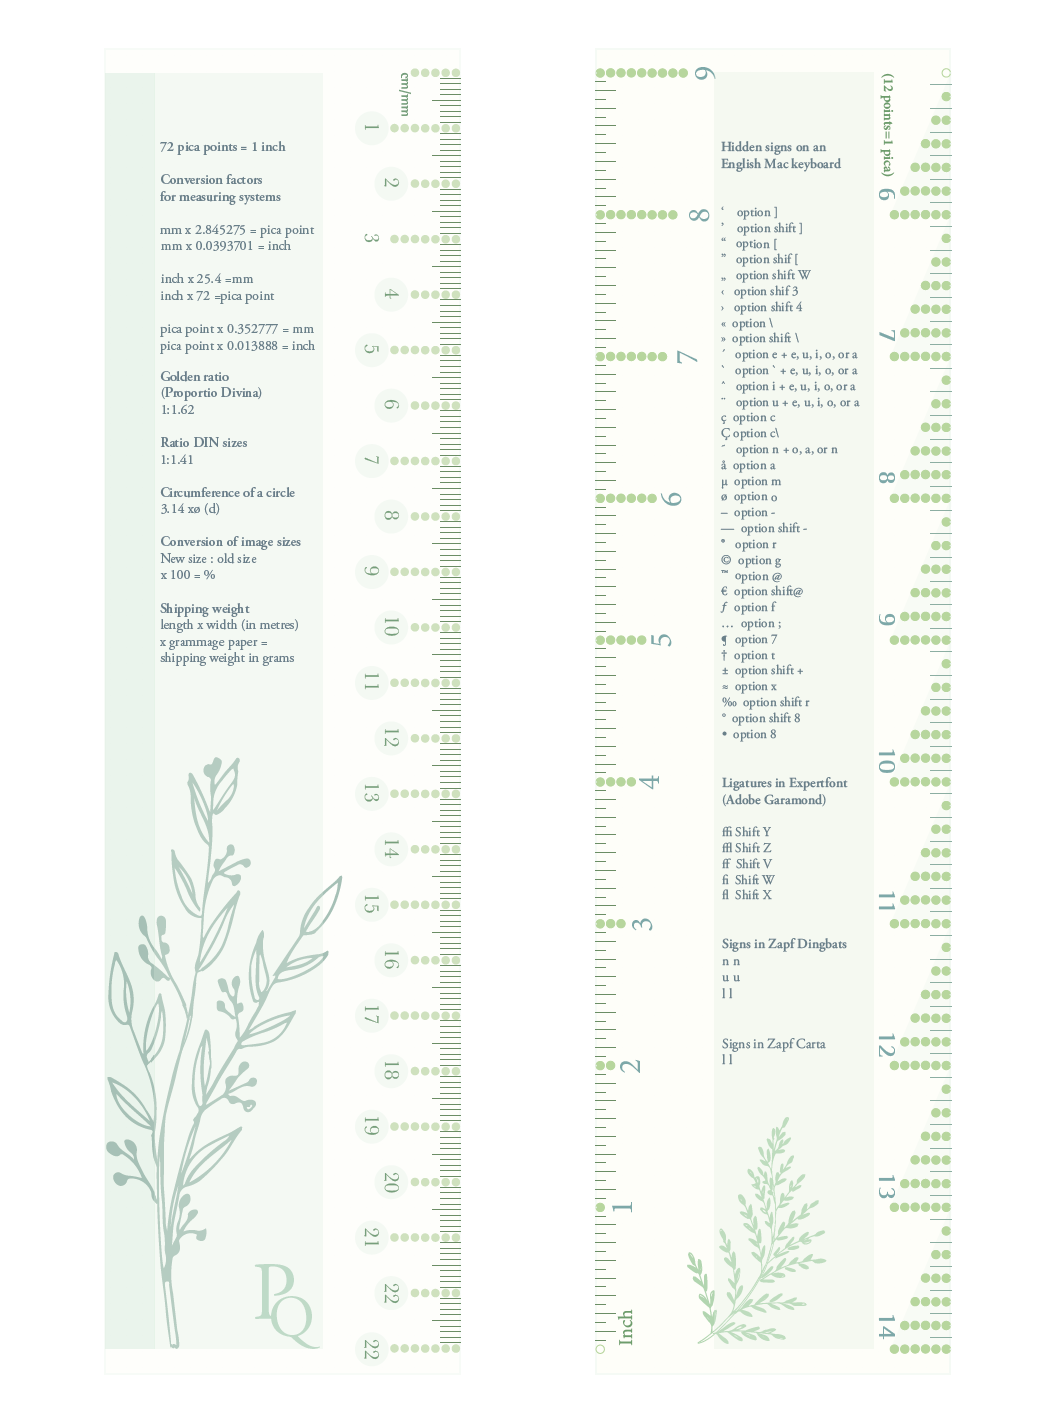 cm/mm
72 pica points = 1 inch
Conversion factors
for measuring systems
mm x 2.845275 = pica point
mm x 0.0393701 = inch
inch x 25.4 =mm
inch x 72 =pica point
pica point x 0.352777 = mm
pica point x 0.013888 = inch
Golden ratio
(Proportio Divina)
1:1.62
Ratio DIN sizes
1:1.41
Circumference of a circle
3.14 xø (d)
Conversion of image sizes
New size : old size
x 100 = %
Shipping weight
length x width (in metres)
x grammage paper =
shipping weight in grams
PQ
1
2
3
4
5
6
7
8
9
10
11
12
13
14
15
16
17
18
19
20
21
22
22
9
8
7
6
5
4
3
2
1
Inch
Hidden signs on an
English Mac keyboard
‘ option ]
’ option shift ]
“ option [
” option shif [
„ option shift W
‹ option shif 3
› option shift 4
« option \
» option shift \
´ option e + e, u, i, o, or a
` option ` + e, u, i, o, or a
ˆ option i + e, u, i, o, or a
¨ option u + e, u, i, o, or a
ç option c
Ç option c\
˜ option n + o, a, or n
å option a
µ option m
ø option o
– option -
— option shift -
® option r
© option g
™ option @
€ option shift@
ƒ option f
… option ;
¶ option 7
† option t
± option shift +
≈ option x
‰ option shift r
° option shift 8
• option 8
Ligatures in Expertfont
(Adobe Garamond)
ffi Shift Y
ffl Shift Z
ff Shift V
fi Shift W
fl Shift X
Signs in Zapf Dingbats
n n
u u
l l
Signs in Zapf Carta
l l
(12 points=1 pica)
6
7
8
9
10
11
12
13
14